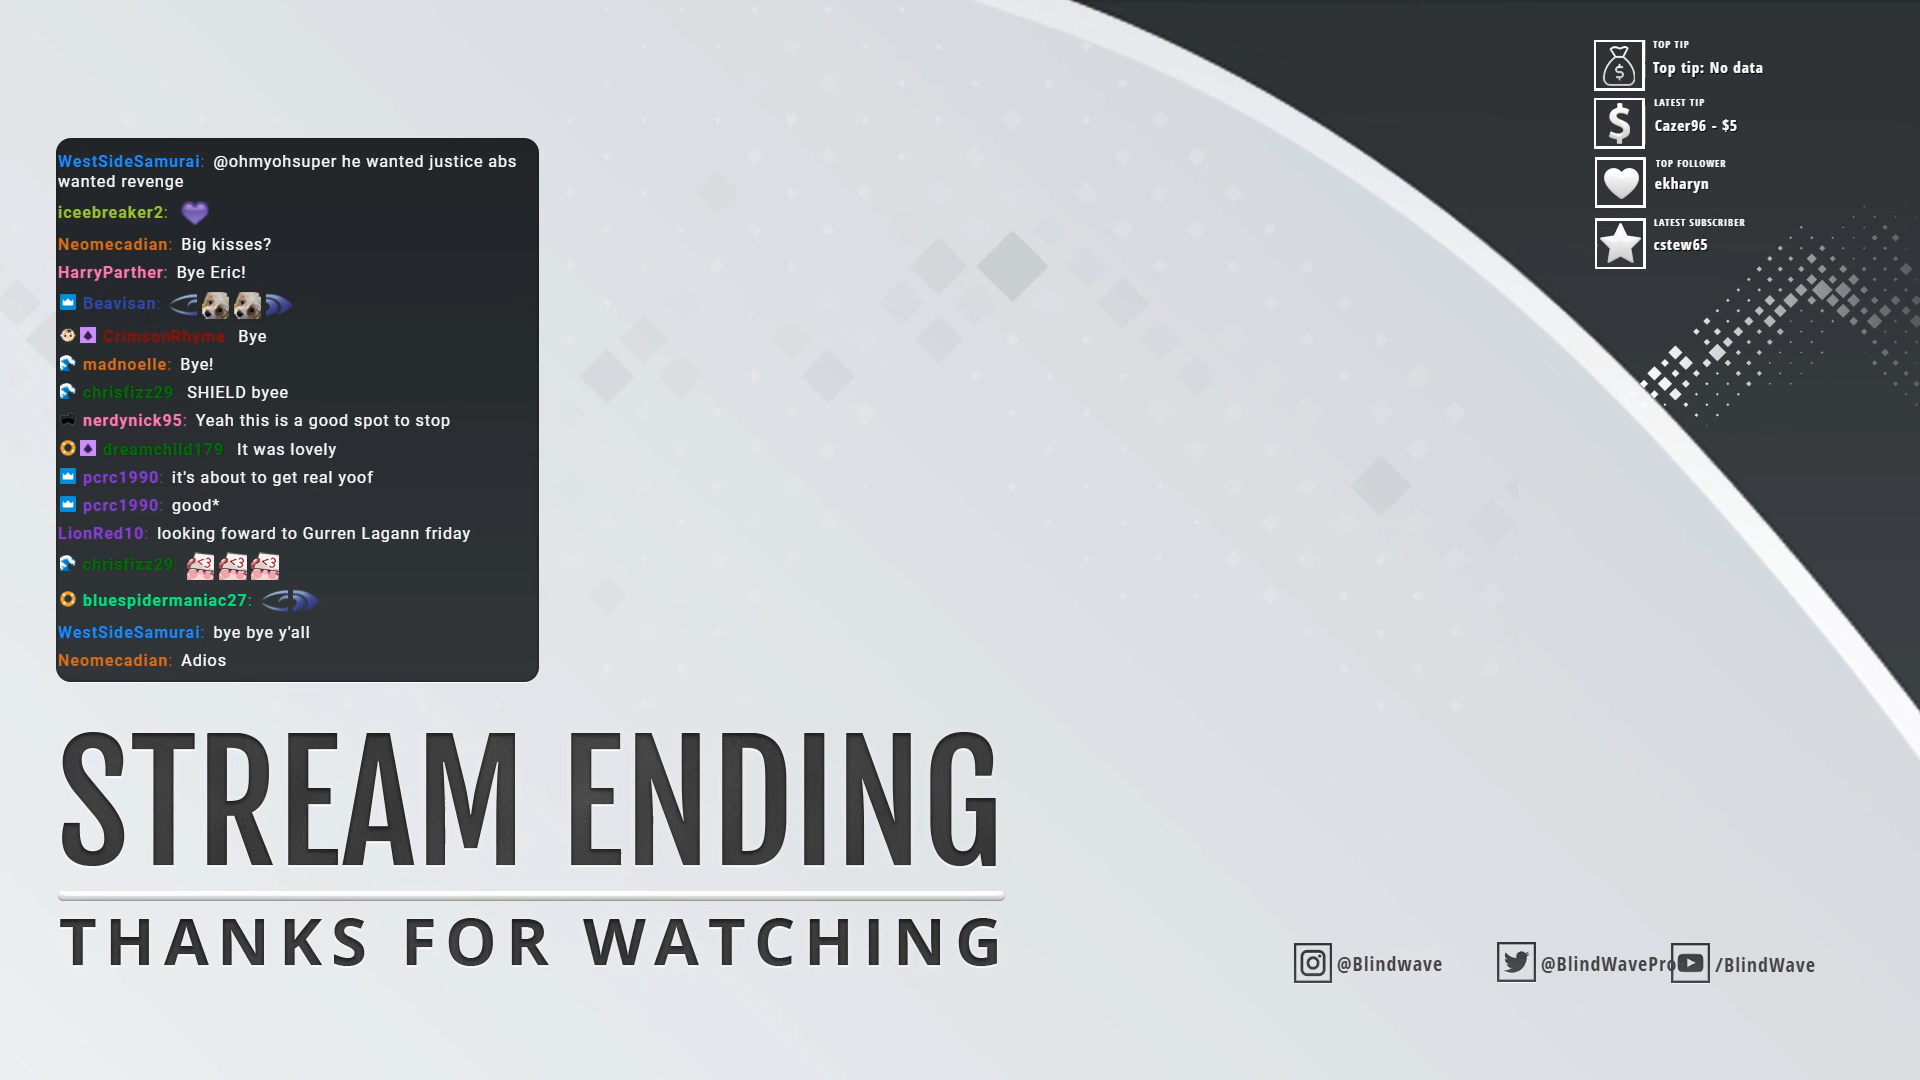 WestSideSamurai: @ohmyohsuper he wanted justice abs
wanted revenge
iceebreaker2:
Neomecadian: Big kisses?
HarryParther: Bye Eric!
Beavisan:
CrimsonRhyme: Bye
madnoelle: Bye!
chrisfizz29: SHIELD byee
nerdynick95: Yeah this is a good spot to stop
dreamchild179: It was lovely
pcrc1990: it's about to get real yoof
pcrc1990: good*
LionRed10: looking foward to Gurren Lagann friday
chrisfizz29: <3 <3 <3
bluespidermaniac27:
WestSideSamurai: bye bye y'all
Neomecadian: Adios
STREAM ENDING
THANKS FOR WATCHING
TOP TIP
Top tip: No data
LATEST TIP
Cazer96 - $5
TOP FOLLOWER
ekharyn
LATEST SUBSCRIBER
cstew65
@Blindwave
@BlindWavePro
/BlindWave